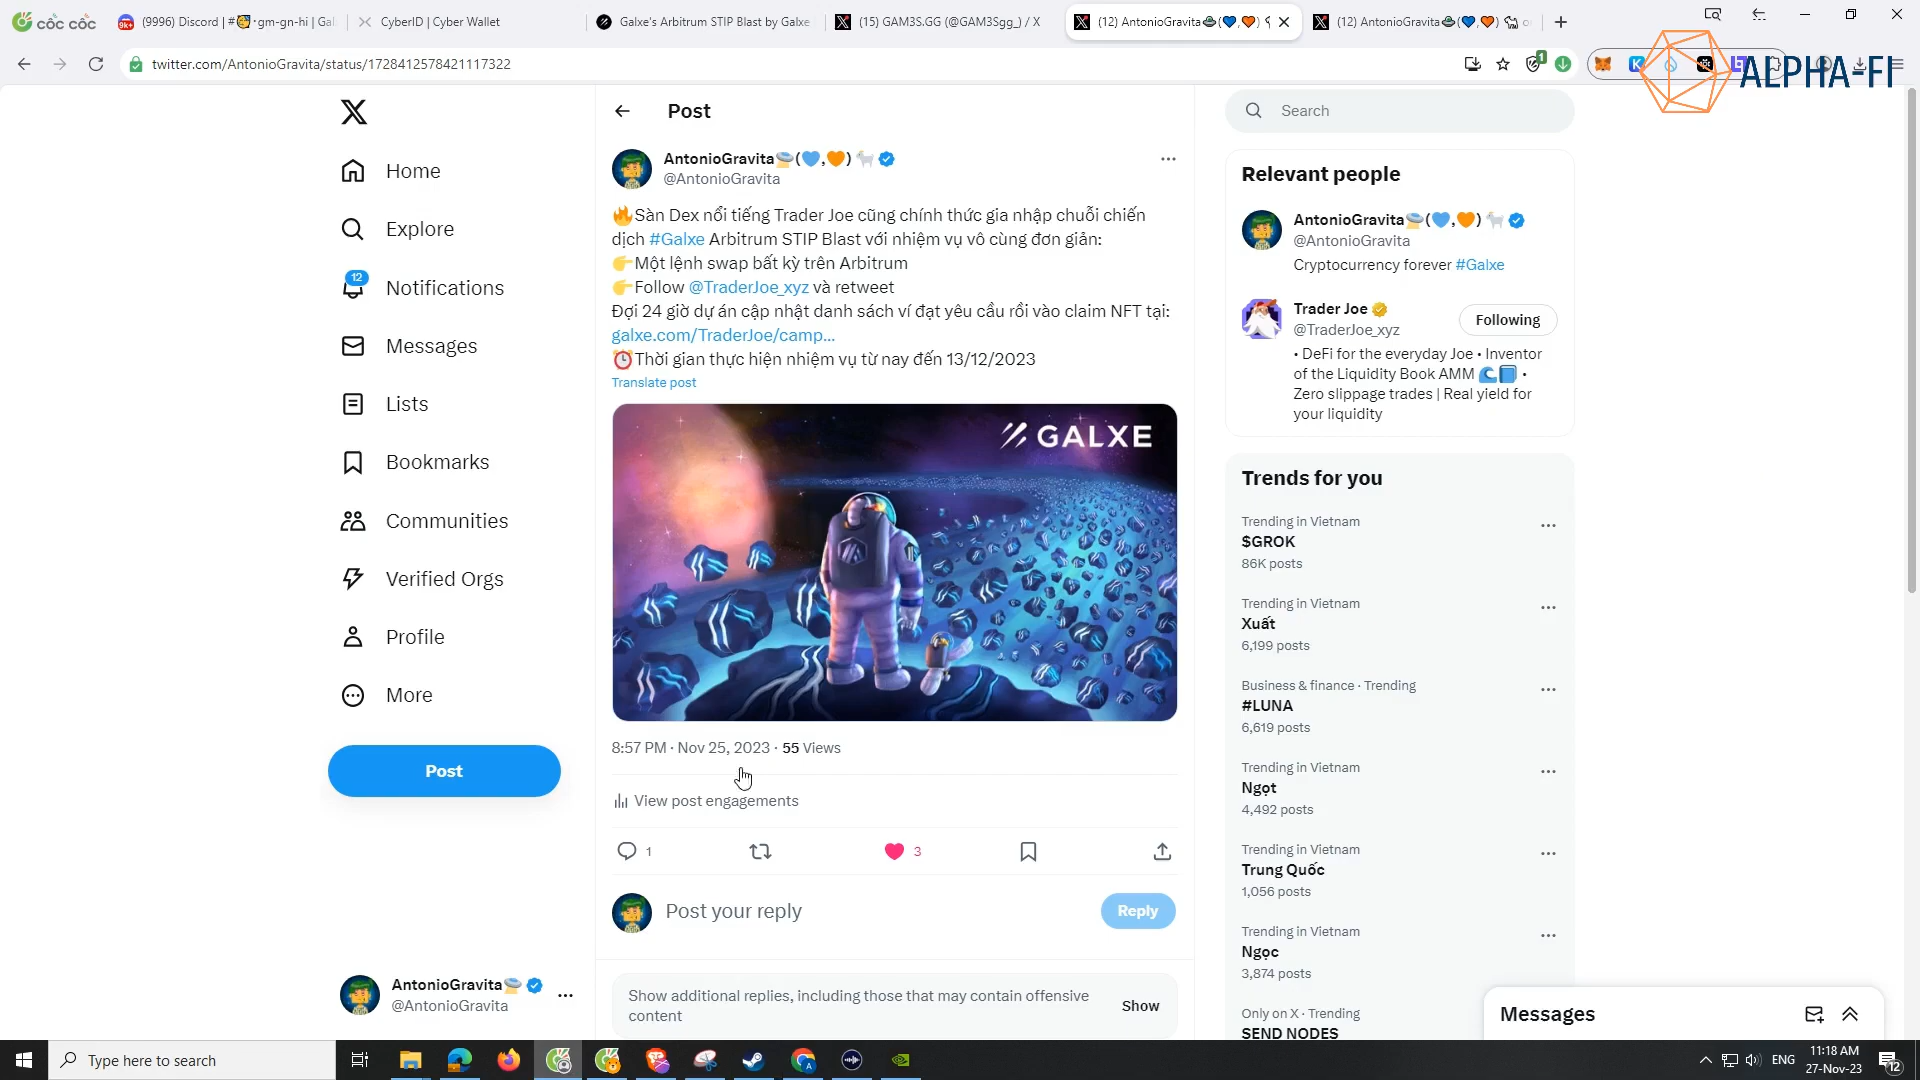 cốc cốc
(9996) Discord | #🥳・gm-gn-hi | Gal
CyberID | Cyber Wallet
Galxe's Arbitrum STIP Blast by Galxe
(15) GAM3S.GG (@GAM3Sgg_) / X
(12) AntonioGravita🛸(💙,🧡)
(12) AntonioGravita🛸(💙,🧡) 🐪 o
twitter.com/AntonioGravita/status/1728412578421117322
ALPHA-FI
Home
Explore
12
Notifications
Messages
Lists
Bookmarks
Communities
Verified Orgs
Profile
More
Post
AntonioGravita
@AntonioGravita
Post
AntonioGravita🛸(💙,🧡) 🐪
@AntonioGravita
🔥Sàn Dex nổi tiếng Trader Joe cũng chính thức gia nhập chuỗi chiến
dịch #Galxe Arbitrum STIP Blast với nhiệm vụ vô cùng đơn giản:
👉Một lệnh swap bất kỳ trên Arbitrum
👉Follow @TraderJoe_xyz và retweet
Đợi 24 giờ dự án cập nhật danh sách ví đạt yêu cầu rồi vào claim NFT tại:
galxe.com/TraderJoe/camp...
⏰Thời gian thực hiện nhiệm vụ từ nay đến 13/12/2023
Translate post
GALXE
8:57 PM · Nov 25, 2023 · 55 Views
View post engagements
1
3
Post your reply
Reply
Show additional replies, including those that may contain offensive
content
Show
Search
Relevant people
AntonioGravita🛸(💙,🧡) 🐪
@AntonioGravita
Cryptocurrency forever #Galxe
Trader Joe
@TraderJoe_xyz
Following
• DeFi for the everyday Joe • Inventor
of the Liquidity Book AMM 🌊📘 •
Zero slippage trades | Real yield for
your liquidity
Trends for you
Trending in Vietnam
$GROK
86K posts
Trending in Vietnam
Xuất
6,199 posts
Business & finance · Trending
#LUNA
6,619 posts
Trending in Vietnam
Ngọt
4,492 posts
Trending in Vietnam
Trung Quốc
1,056 posts
Trending in Vietnam
Ngọc
3,874 posts
Only on X · Trending
SEND NODES
Messages
Type here to search
ENG
11:18 AM
27-Nov-23
12